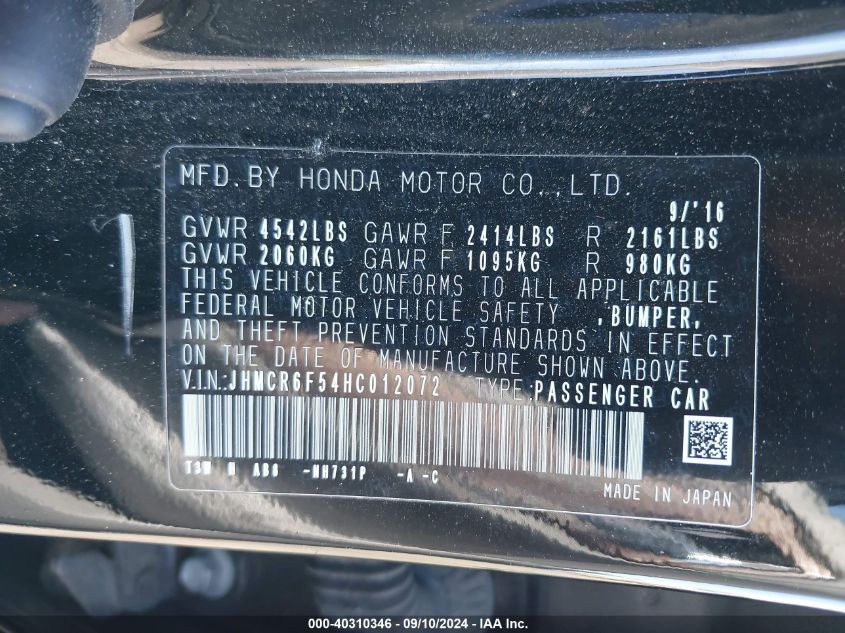 MFD. BY HONDA MOTOR CO., LTD.
9/'16
GVWR 4542LBS GAWR F 2414LBS R 2161LBS
GVWR 2060KG GAWR F 1095KG R 980KG
THIS VEHICLE CONFORMS TO ALL APPLICABLE
FEDERAL MOTOR VEHICLE SAFETY ,BUMPER,
AND THEFT PREVENTION STANDARDS IN EFFECT
ON THE DATE OF MANUFACTURE SHOWN ABOVE.
V.I.N.:JHMCR6F54HC012072 TYPE:PASSENGER CAR
-NH731P -A -C
MADE IN JAPAN
000-40310346 - 09/10/2024 - IAA Inc.